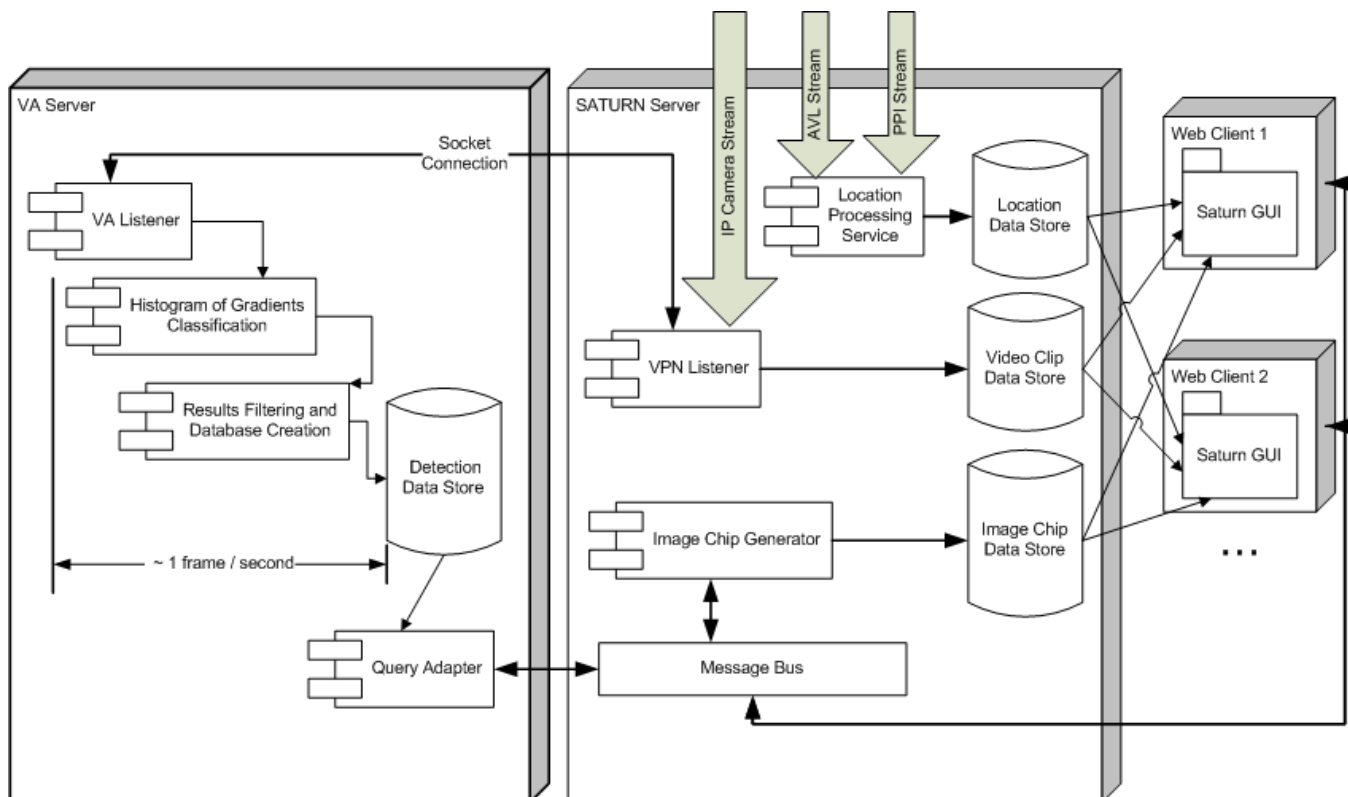 VA Server
Socket
Connection
VA Listener
Histogram of Gradients
Classification
Results Filtering and
Database Creation
Detection
Data Store
~ 1 frame / second
Query Adapter
SATURN Server
IP Camera Stream
AVL Stream
PPI Stream
Location
Processing
Service
Location
Data Store
VPN Listener
Video Clip
Data Store
Image Chip Generator
Image Chip
Data Store
Message Bus
Web Client 1
Saturn GUI
Web Client 2
Saturn GUI
...